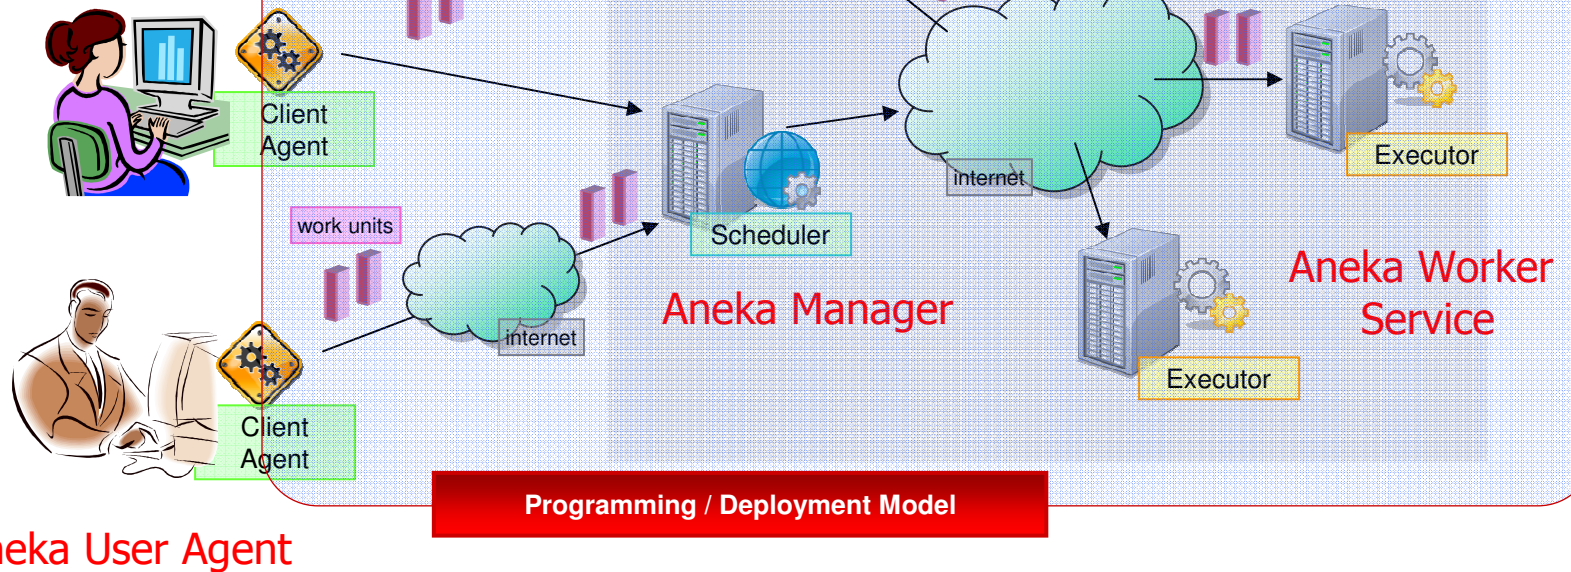 Client
Agent
Executor
internet
work units
Scheduler
Aneka Worker
Service
Aneka Manager
internet
Executor
Client
Agent
Programming / Deployment Model
neka User Agent